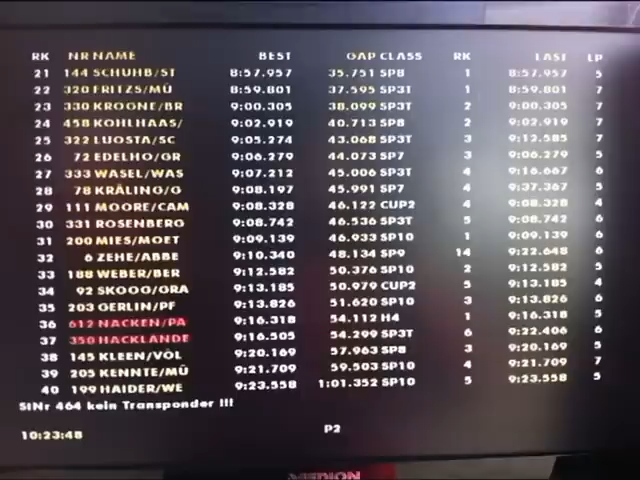 RK NR NAME BEST GAP CLASS RK LAST LP
21 144 SCHUHB/ST 8:57.957 35.751 SP8 1 8:57.957 5
22 320 FRITZS/MÜ 8:59.801 37.595 SP3T 1 8:59.801 7
23 330 KROGNE/BR 9:00.305 38.099 SP3T 2 9:00.305 7
24 458 KOHLHAAS/ 9:02.919 40.713 SP8 2 9:02.919 7
25 322 LUOSTA/SC 9:05.274 43.068 SP3T 3 9:12.585 7
26 72 EDELHO/GR 9:06.279 44.073 SP7 3 9:06.279 5
27 333 WASEL/WAS 9:07.212 45.006 SP3T 4 9:16.667 6
28 78 KRÄLING/G 9:08.197 45.991 SP7 4 9:37.367 5
29 111 MOORE/CAM 9:08.328 46.122 CUP2 4 9:08.328 4
30 331 ROSENBERG 9:08.742 46.536 SP3T 5 9:08.742 6
31 200 MIES/MOET 9:09.139 46.933 SP10 1 9:09.139 6
32 6 ZEHE/ABBE 9:10.340 48.134 SP9 14 9:22.648 6
33 188 WEBER/BER 9:12.582 50.376 SP10 2 9:12.582 5
34 92 SKOOG/GRA 9:13.185 50.979 CUP2 5 9:13.185 4
35 203 GERLIN/PF 9:13.826 51.620 SP10 3 9:13.826 6
36 612 NACKEN/PA 9:16.318 54.112 H4 1 9:16.318 5
37 350 HACKLANDE 9:16.505 54.299 SP3T 6 9:22.406 6
38 145 KLEEN/VÖL 9:20.169 57.963 SP8 3 9:20.169 5
39 205 KENNTE/MÜ 9:21.709 59.503 SP10 4 9:21.709 7
40 199 HAIDER/WE 9:23.558 1:01.352 SP10 5 9:23.558 5
StNr 464 kein Transponder !!!
10:23:48 P2
MEDION